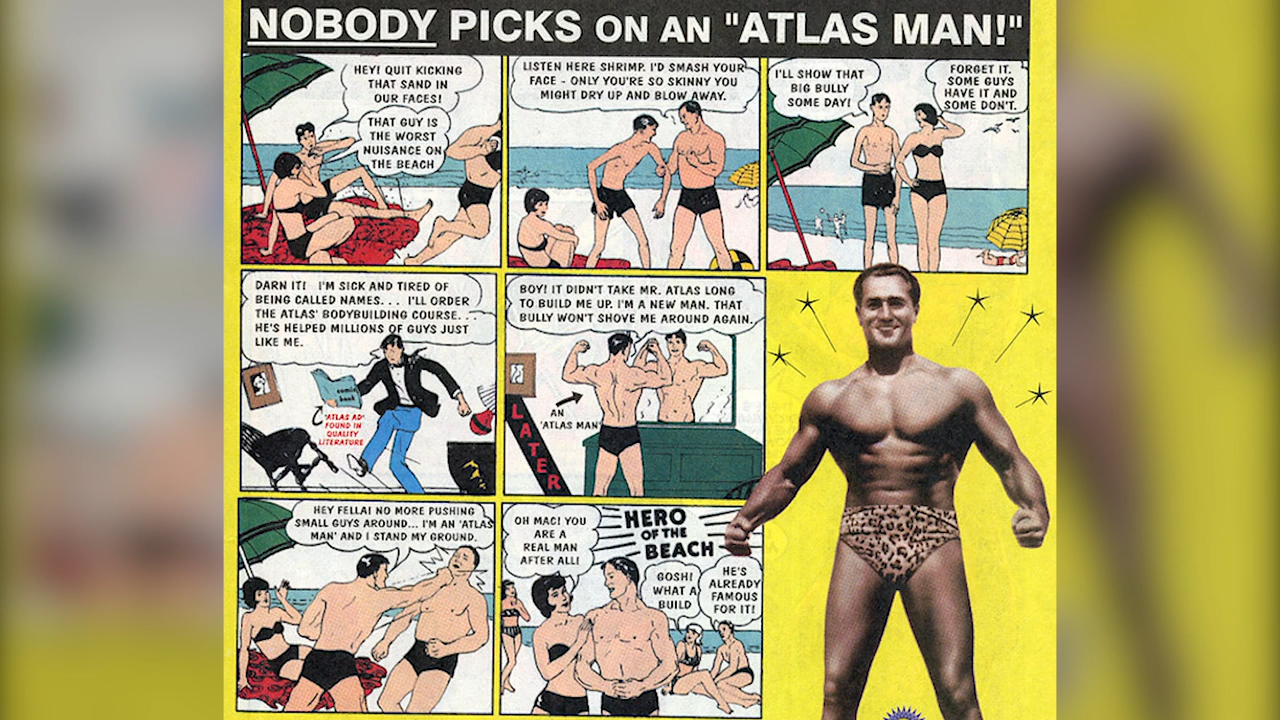 NOBODY PICKS ON AN "ATLAS MAN!"
HEY! QUIT KICKING
THAT SAND IN
OUR FACES!
THAT GUY IS
THE WORST
NUISANCE ON
THE BEACH
LISTEN HERE SHRIMP. I'D SMASH YOUR
FACE - ONLY YOU'RE SO SKINNY YOU
MIGHT DRY UP AND BLOW AWAY.
I'LL SHOW THAT
BIG BULLY
SOME DAY!
FORGET IT.
SOME GUYS
HAVE IT AND
SOME DON'T.
DARN IT! I'M SICK AND TIRED OF
BEING CALLED NAMES. . . I'LL ORDER
THE ATLAS' BODYBUILDING COURSE. . .
HE'S HELPED MILLIONS OF GUYS JUST
LIKE ME.
comic
book
'ATLAS AD'
FOUND IN
QUALITY
LITERATURE
BOY! IT DIDN'T TAKE MR. ATLAS LONG
TO BUILD ME UP. I'M A NEW MAN. THAT
BULLY WON'T SHOVE ME AROUND AGAIN.
LATER
AN
'ATLAS MAN'
HEY FELLA! NO MORE PUSHING
SMALL GUYS AROUND... I'M AN 'ATLAS
MAN' AND I STAND MY GROUND.
OH MAC! YOU
ARE A
REAL MAN
AFTER ALL!
HERO
OF THE
BEACH
GOSH!
WHAT A
BUILD
HE'S
ALREADY
FAMOUS
FOR IT!